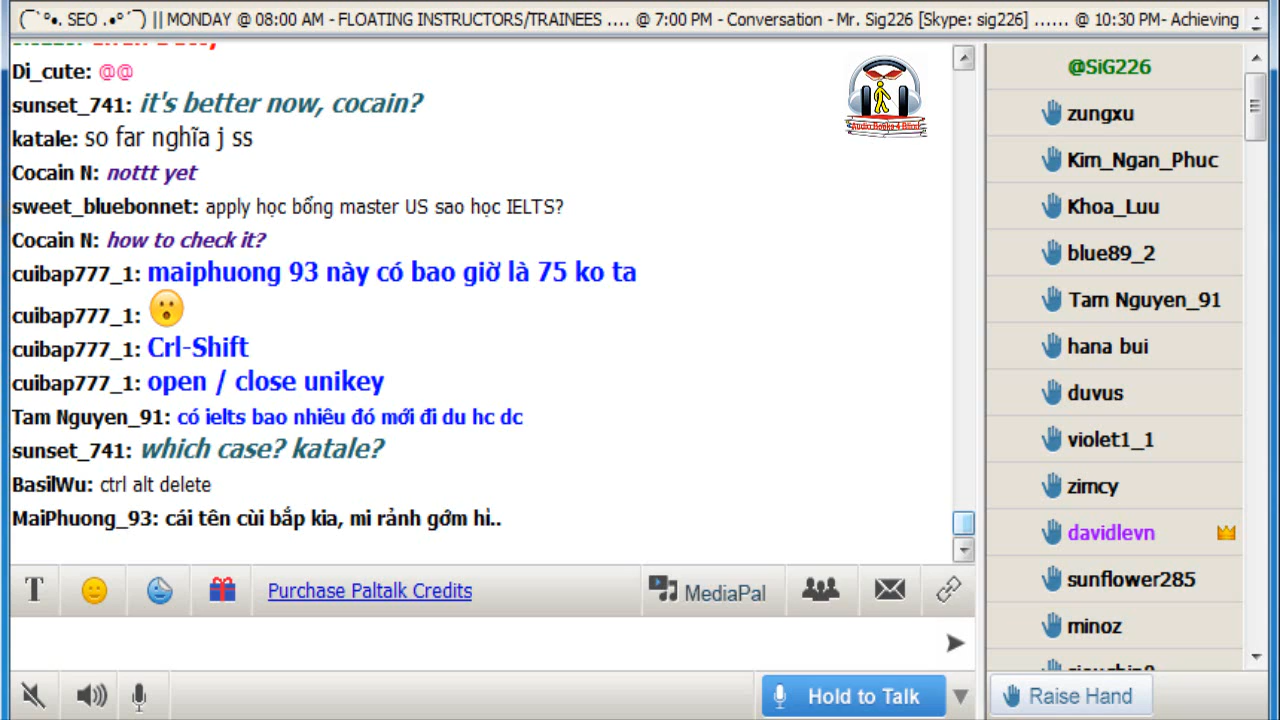 (¯`°•. SEO .•°´¯) || MONDAY @ 08:00 AM - FLOATING INSTRUCTORS/TRAINEES .... @ 7:00 PM - Conversation - Mr. Sig226 [Skype: sig226] ...... @ 10:30 PM- Achieving
Di_cute: @@
sunset_741: it's better now, cocain?
katale: so far nghĩa j ss
Cocain N: nottt yet
sweet_bluebonnet: apply học bổng master US sao học IELTS?
Cocain N: how to check it?
cuibap777_1: maiphuong 93 này có bao giờ là 75 ko ta
cuibap777_1:
cuibap777_1: Crl-Shift
cuibap777_1: open / close unikey
Tam Nguyen_91: có ielts bao nhiêu đó mới đi du hc dc
sunset_741: which case? katale?
BasilWu: ctrl alt delete
MaiPhuong_93: cái tên cùi bắp kia, mi rảnh gớm hỉ..
Audio Books 4 Blind
T
Purchase Paltalk Credits
MediaPal
Hold to Talk
@SiG226
zungxu
Kim_Ngan_Phuc
Khoa_Luu
blue89_2
Tam Nguyen_91
hana bui
duvus
violet1_1
zimcy
davidlevn
sunflower285
minoz
Raise Hand